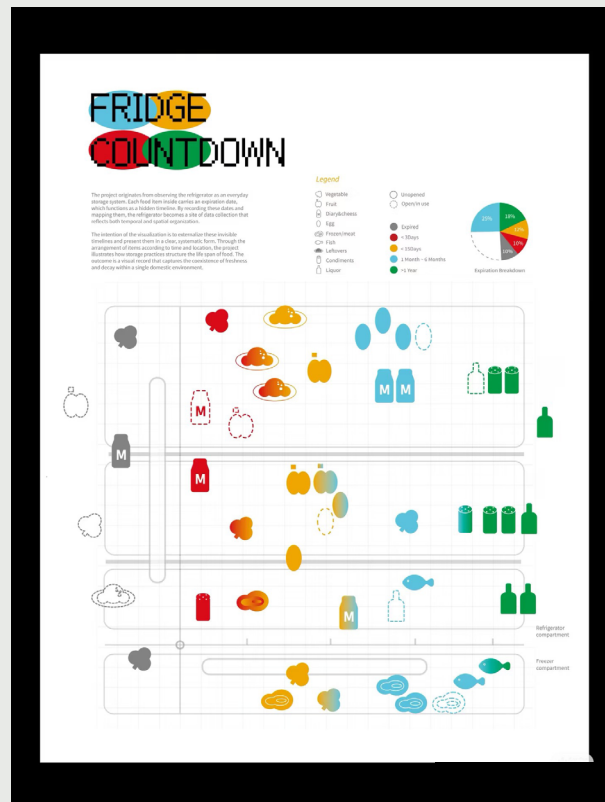 FRIDGE
COUNTDOWN
The project originates from observing the refrigerator as an everyday
storage system. Each food item inside carries an expiration date,
which functions as a hidden timeline. By recording these dates and
mapping them, the refrigerator becomes a site of data collection that
reflects both temporal and spatial organization.
The intention of the visualization is to externalize these invisible
timelines and present them in a clear, systematic form. Through the
arrangement of items according to time and location, the project
illustrates how storage practices structure the life span of food. The
outcome is a visual record that captures the coexistence of freshness
and decay within a single domestic environment.
Legend
Vegetable
Fruit
Diary&cheese
Egg
Frozen/meat
Fish
Leftovers
Condiments
Liquor
Unopened
Open/in use
Expired
< 3Days
< 10Days
1 Month – 6 Months
>1 Year
18%
12%
10%
10%
Expiration Breakdown
M
M
M
M
M
M
Refrigerator
compartment
Freezer
compartment